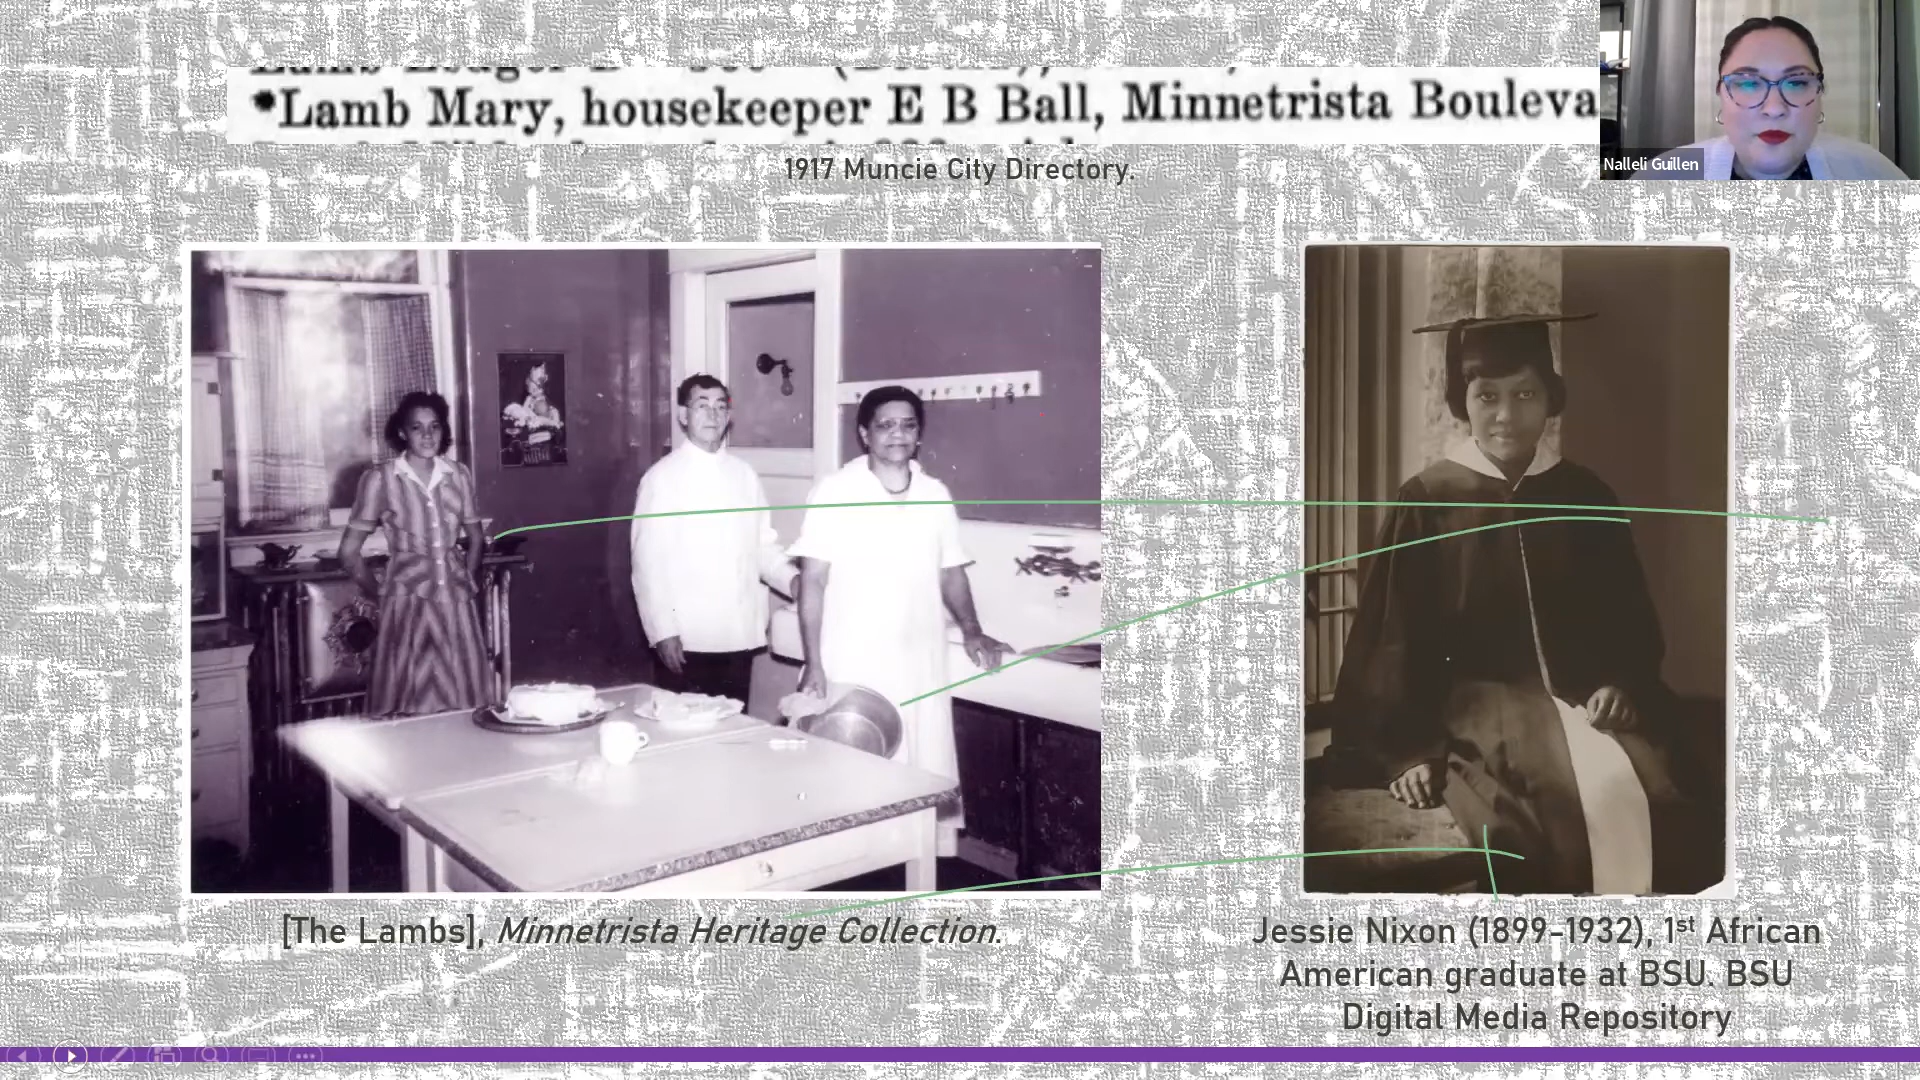 *Lamb Mary, housekeeper E B Ball, Minnetrista Bouleva
1917 Muncie City Directory.
Nalleli Guillen
[The Lambs], Minnetrista Heritage Collection.
Jessie Nixon (1899-1932), 1st African
American graduate at BSU. BSU
Digital Media Repository